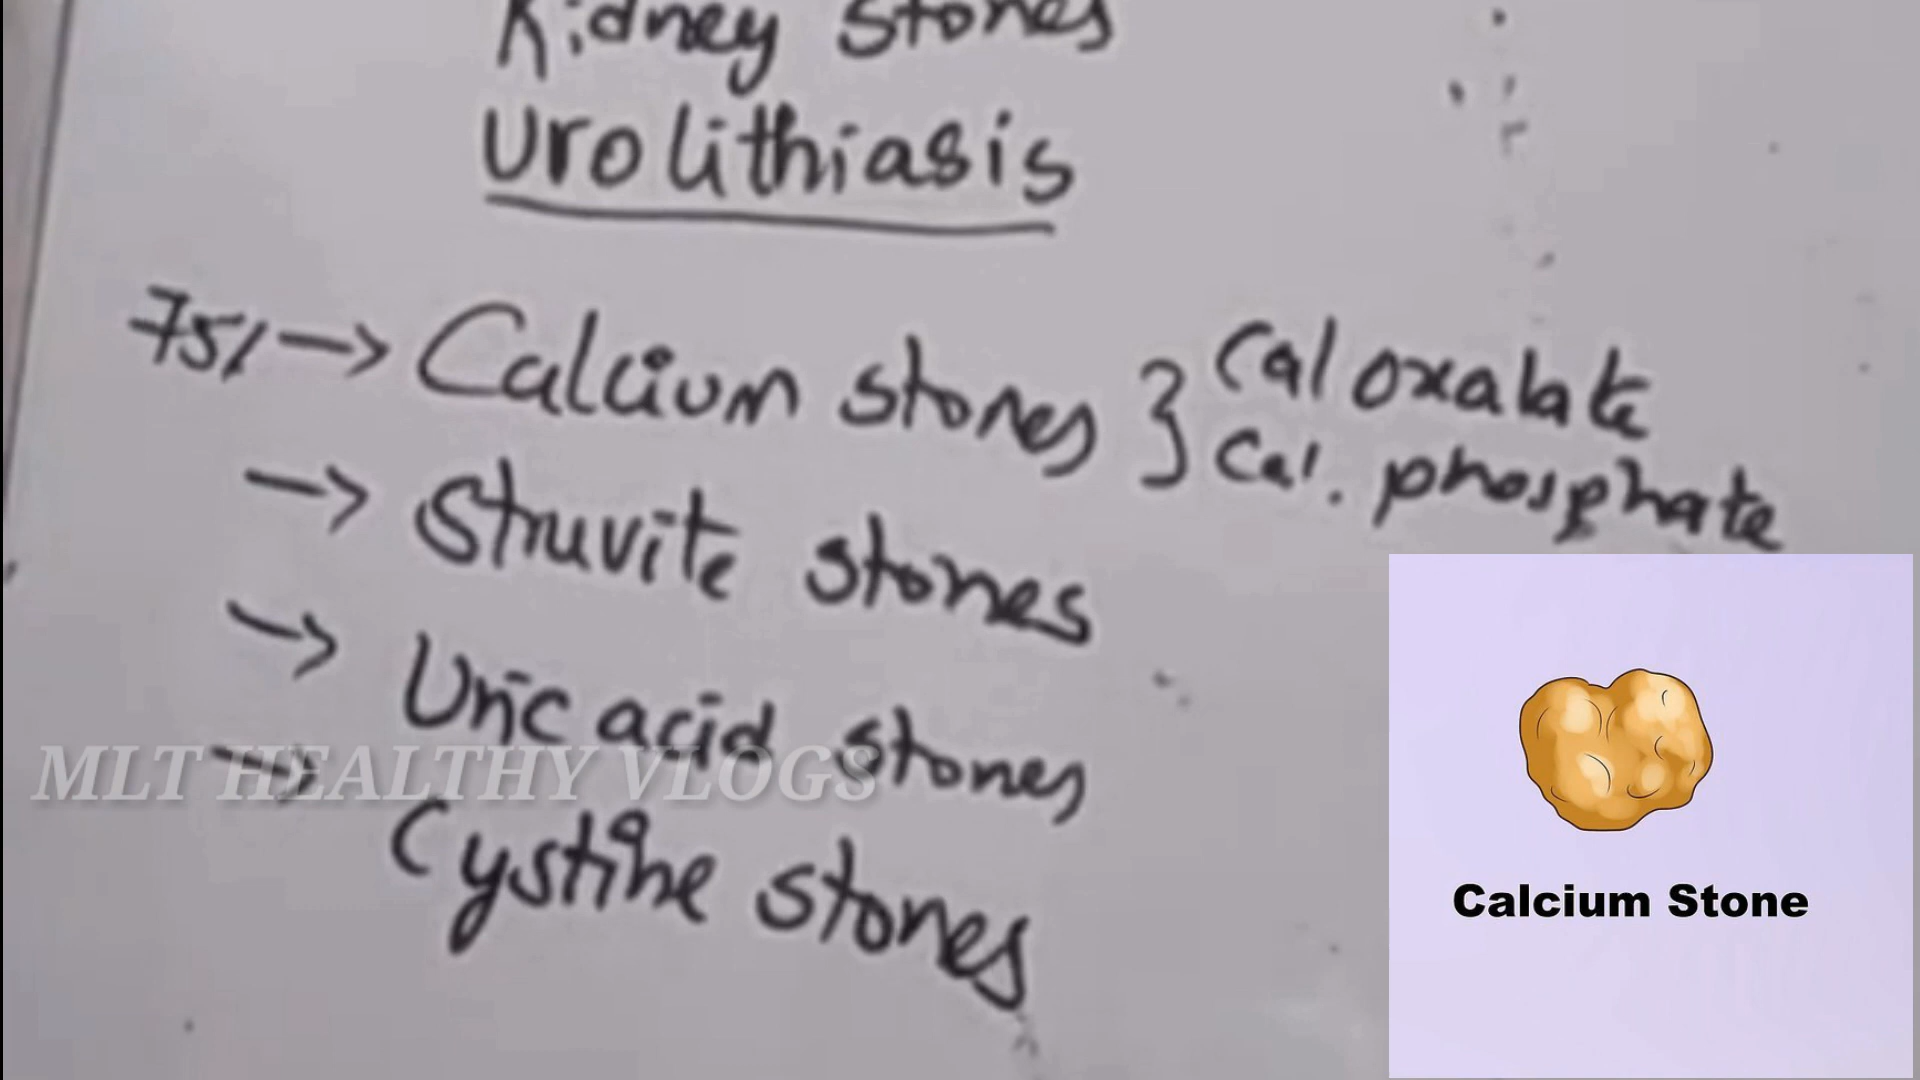 Kidney Stones
Urolithiasis
75% → Calcium stones } Cal oxalate
Cal. phosphate
→ Struvite stones
→ Uric acid stones
→ Cystine stones
MLT HEALTHY VLOGS
Calcium Stone